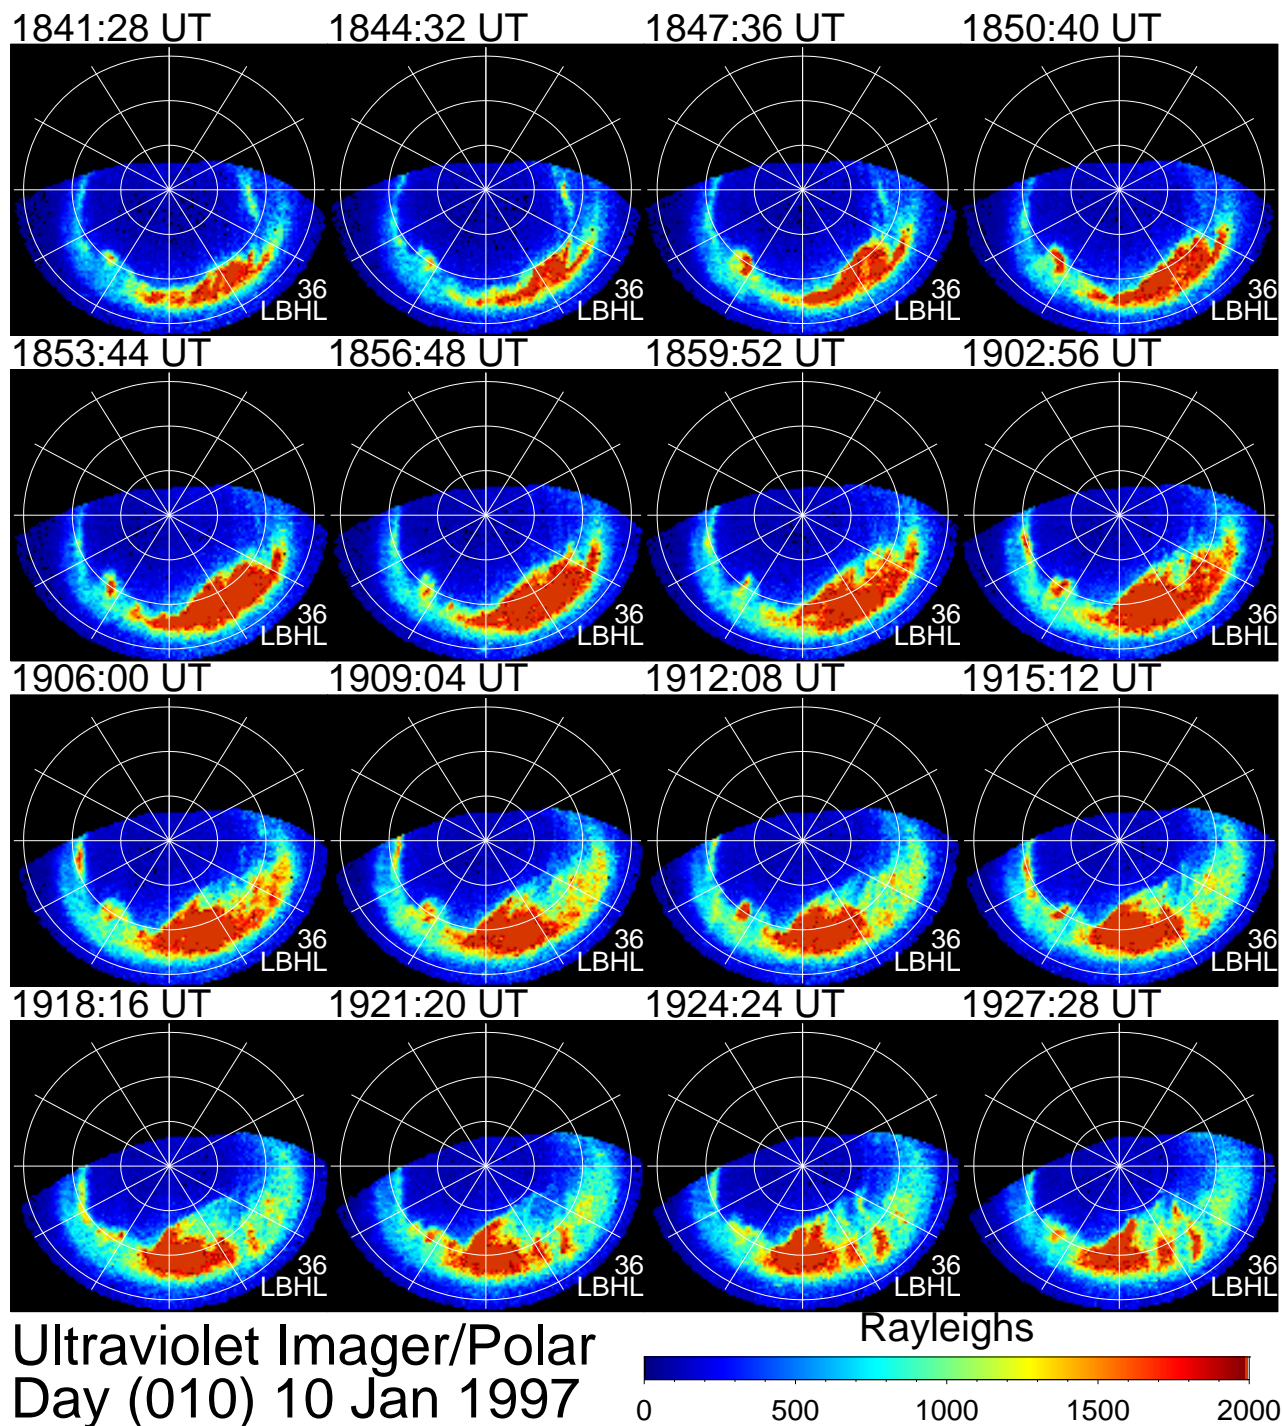 1841:28 UT 1844:32 UT 1847:36 UT 1850:40 UT
36 36 36 36
LBHL LBHL LBHL LBHL
1853:44 UT 1856:48 UT 1859:52 UT 1902:56 UT
36 36 36 36
LBHL LBHL LBHL LBHL
1906:00 UT 1909:04 UT 1912:08 UT 1915:12 UT
36 36 36 36
LBHL LBHL LBHL LBHL
1918:16 UT 1921:20 UT 1924:24 UT 1927:28 UT
36 36 36 36
LBHL LBHL LBHL LBHL
Ultraviolet Imager/Polar
Day (010) 10 Jan 1997
Rayleighs
0 500 1000 1500 2000